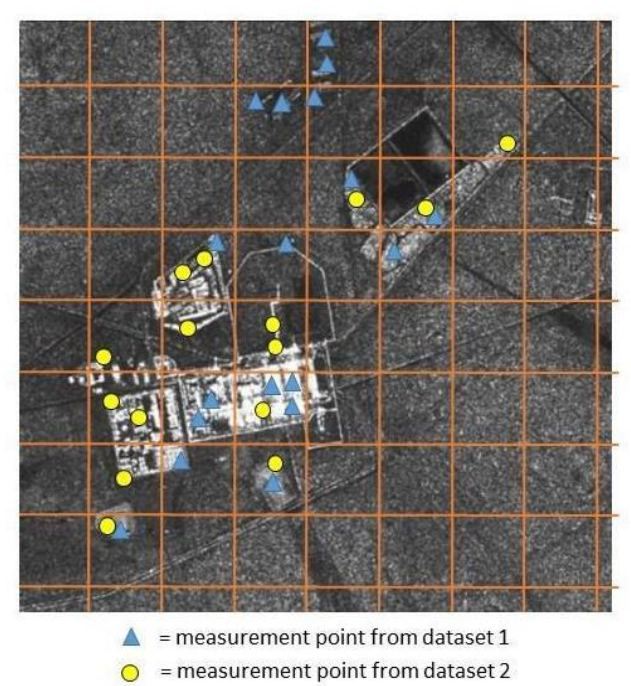 = measurement point from dataset 1
= measurement point from dataset 2